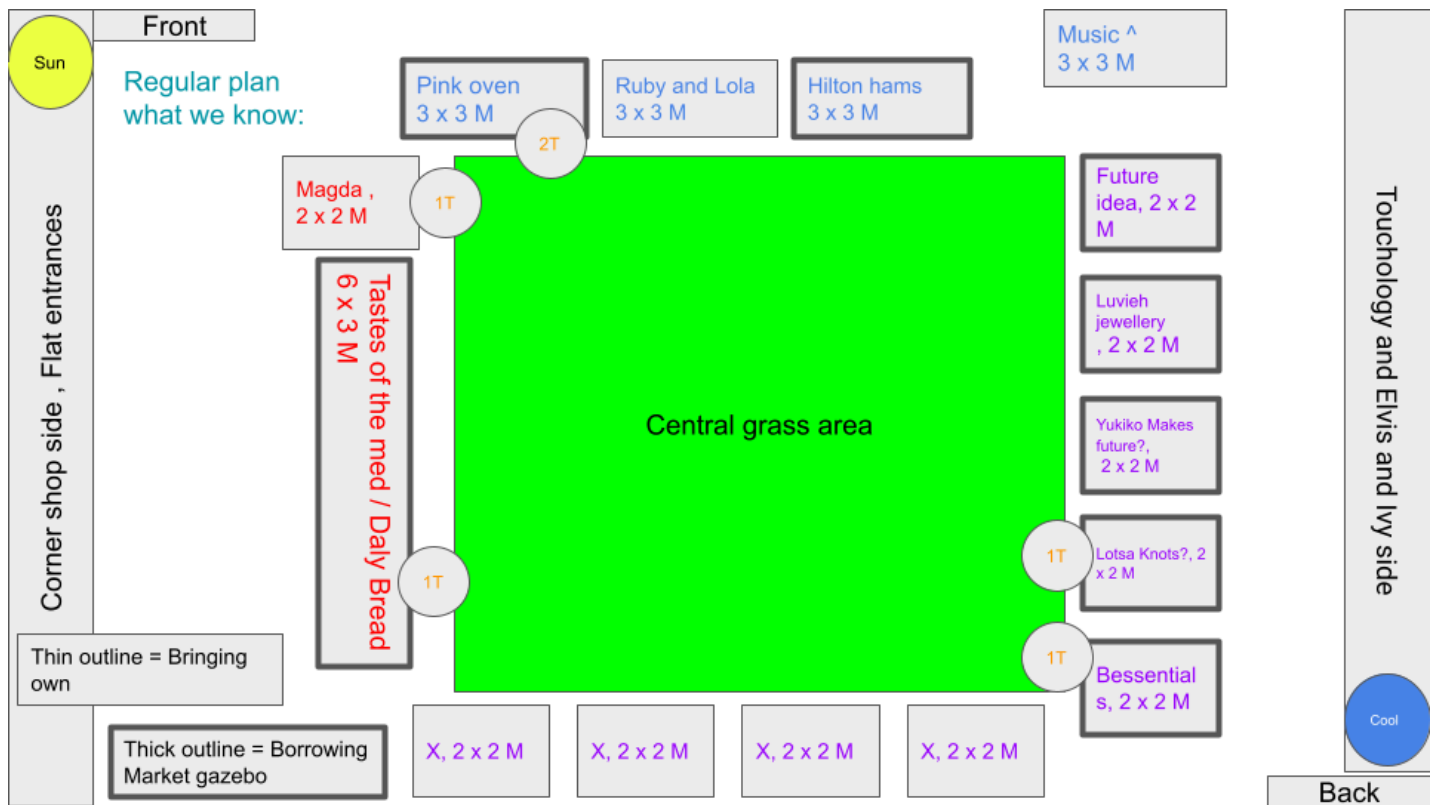 Front
Sun
Regular plan
what we know:
Pink oven
3 x 3 M
Ruby and Lola
3 x 3 M
Hilton hams
3 x 3 M
Music ^
3 x 3 M
2T
Magda ,
2 x 2 M
1T
Future
idea, 2 x 2
M
Luvieh
jewellery
, 2 x 2 M
Yukiko Makes
future?,
2 x 2 M
Lotsa Knots?, 2
x 2 M
1T
Bessential
s, 2 x 2 M
1T
Tastes of the med / Daly Bread
6 x 3 M
1T
Central grass area
Corner shop side , Flat entrances
Touchology and Elvis and Ivy side
Thin outline = Bringing
own
Thick outline = Borrowing
Market gazebo
X, 2 x 2 M
X, 2 x 2 M
X, 2 x 2 M
X, 2 x 2 M
Cool
Back